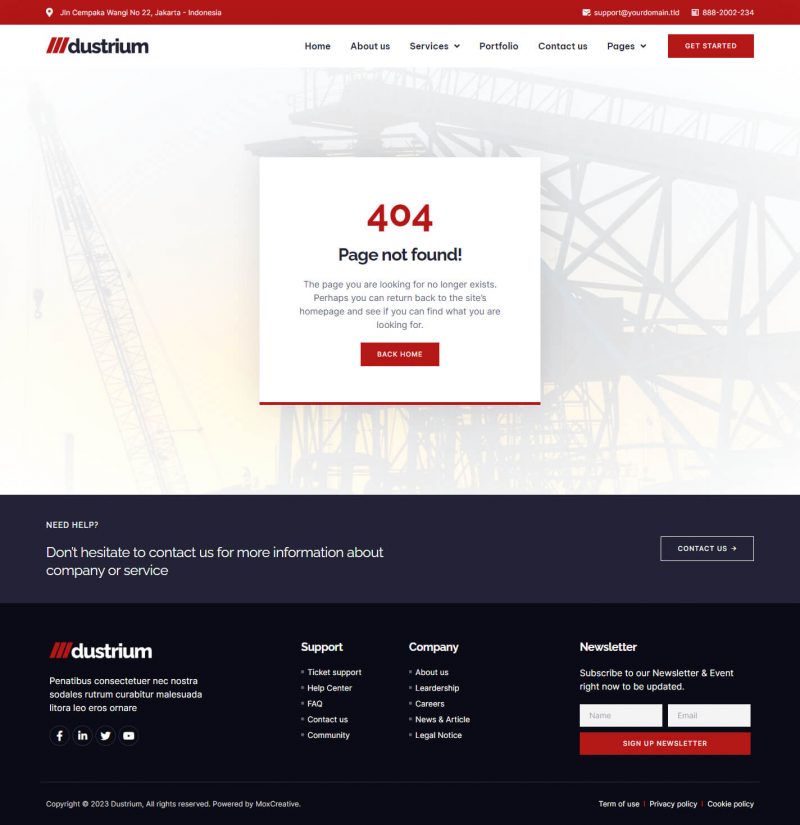 Jln Cempaka Wangi No 22, Jakarta - Indonesia
support@yourdomain.tld
888-2002-234
dustrium
Home
About us
Services
Portfolio
Contact us
Pages
GET STARTED
404
Page not found!
The page you are looking for no longer exists.
Perhaps you can return back to the site's
homepage and see if you can find what you are
looking for.
BACK HOME
NEED HELP?
Don't hesitate to contact us for more information about
company or service
CONTACT US →
dustrium
Penatibus consectetuer nec nostra
sodales rutrum curabitur malesuada
litora leo eros ornare
Support
Ticket support
Help Center
FAQ
Contact us
Community
Company
About us
Leardership
Careers
News & Article
Legal Notice
Newsletter
Subscribe to our Newsletter & Event
right now to be updated.
Name
Email
SIGN UP NEWSLETTER
Copyright © 2023 Dustrium, All rights reserved. Powered by MoxCreative.
Term of use | Privacy policy | Cookie policy